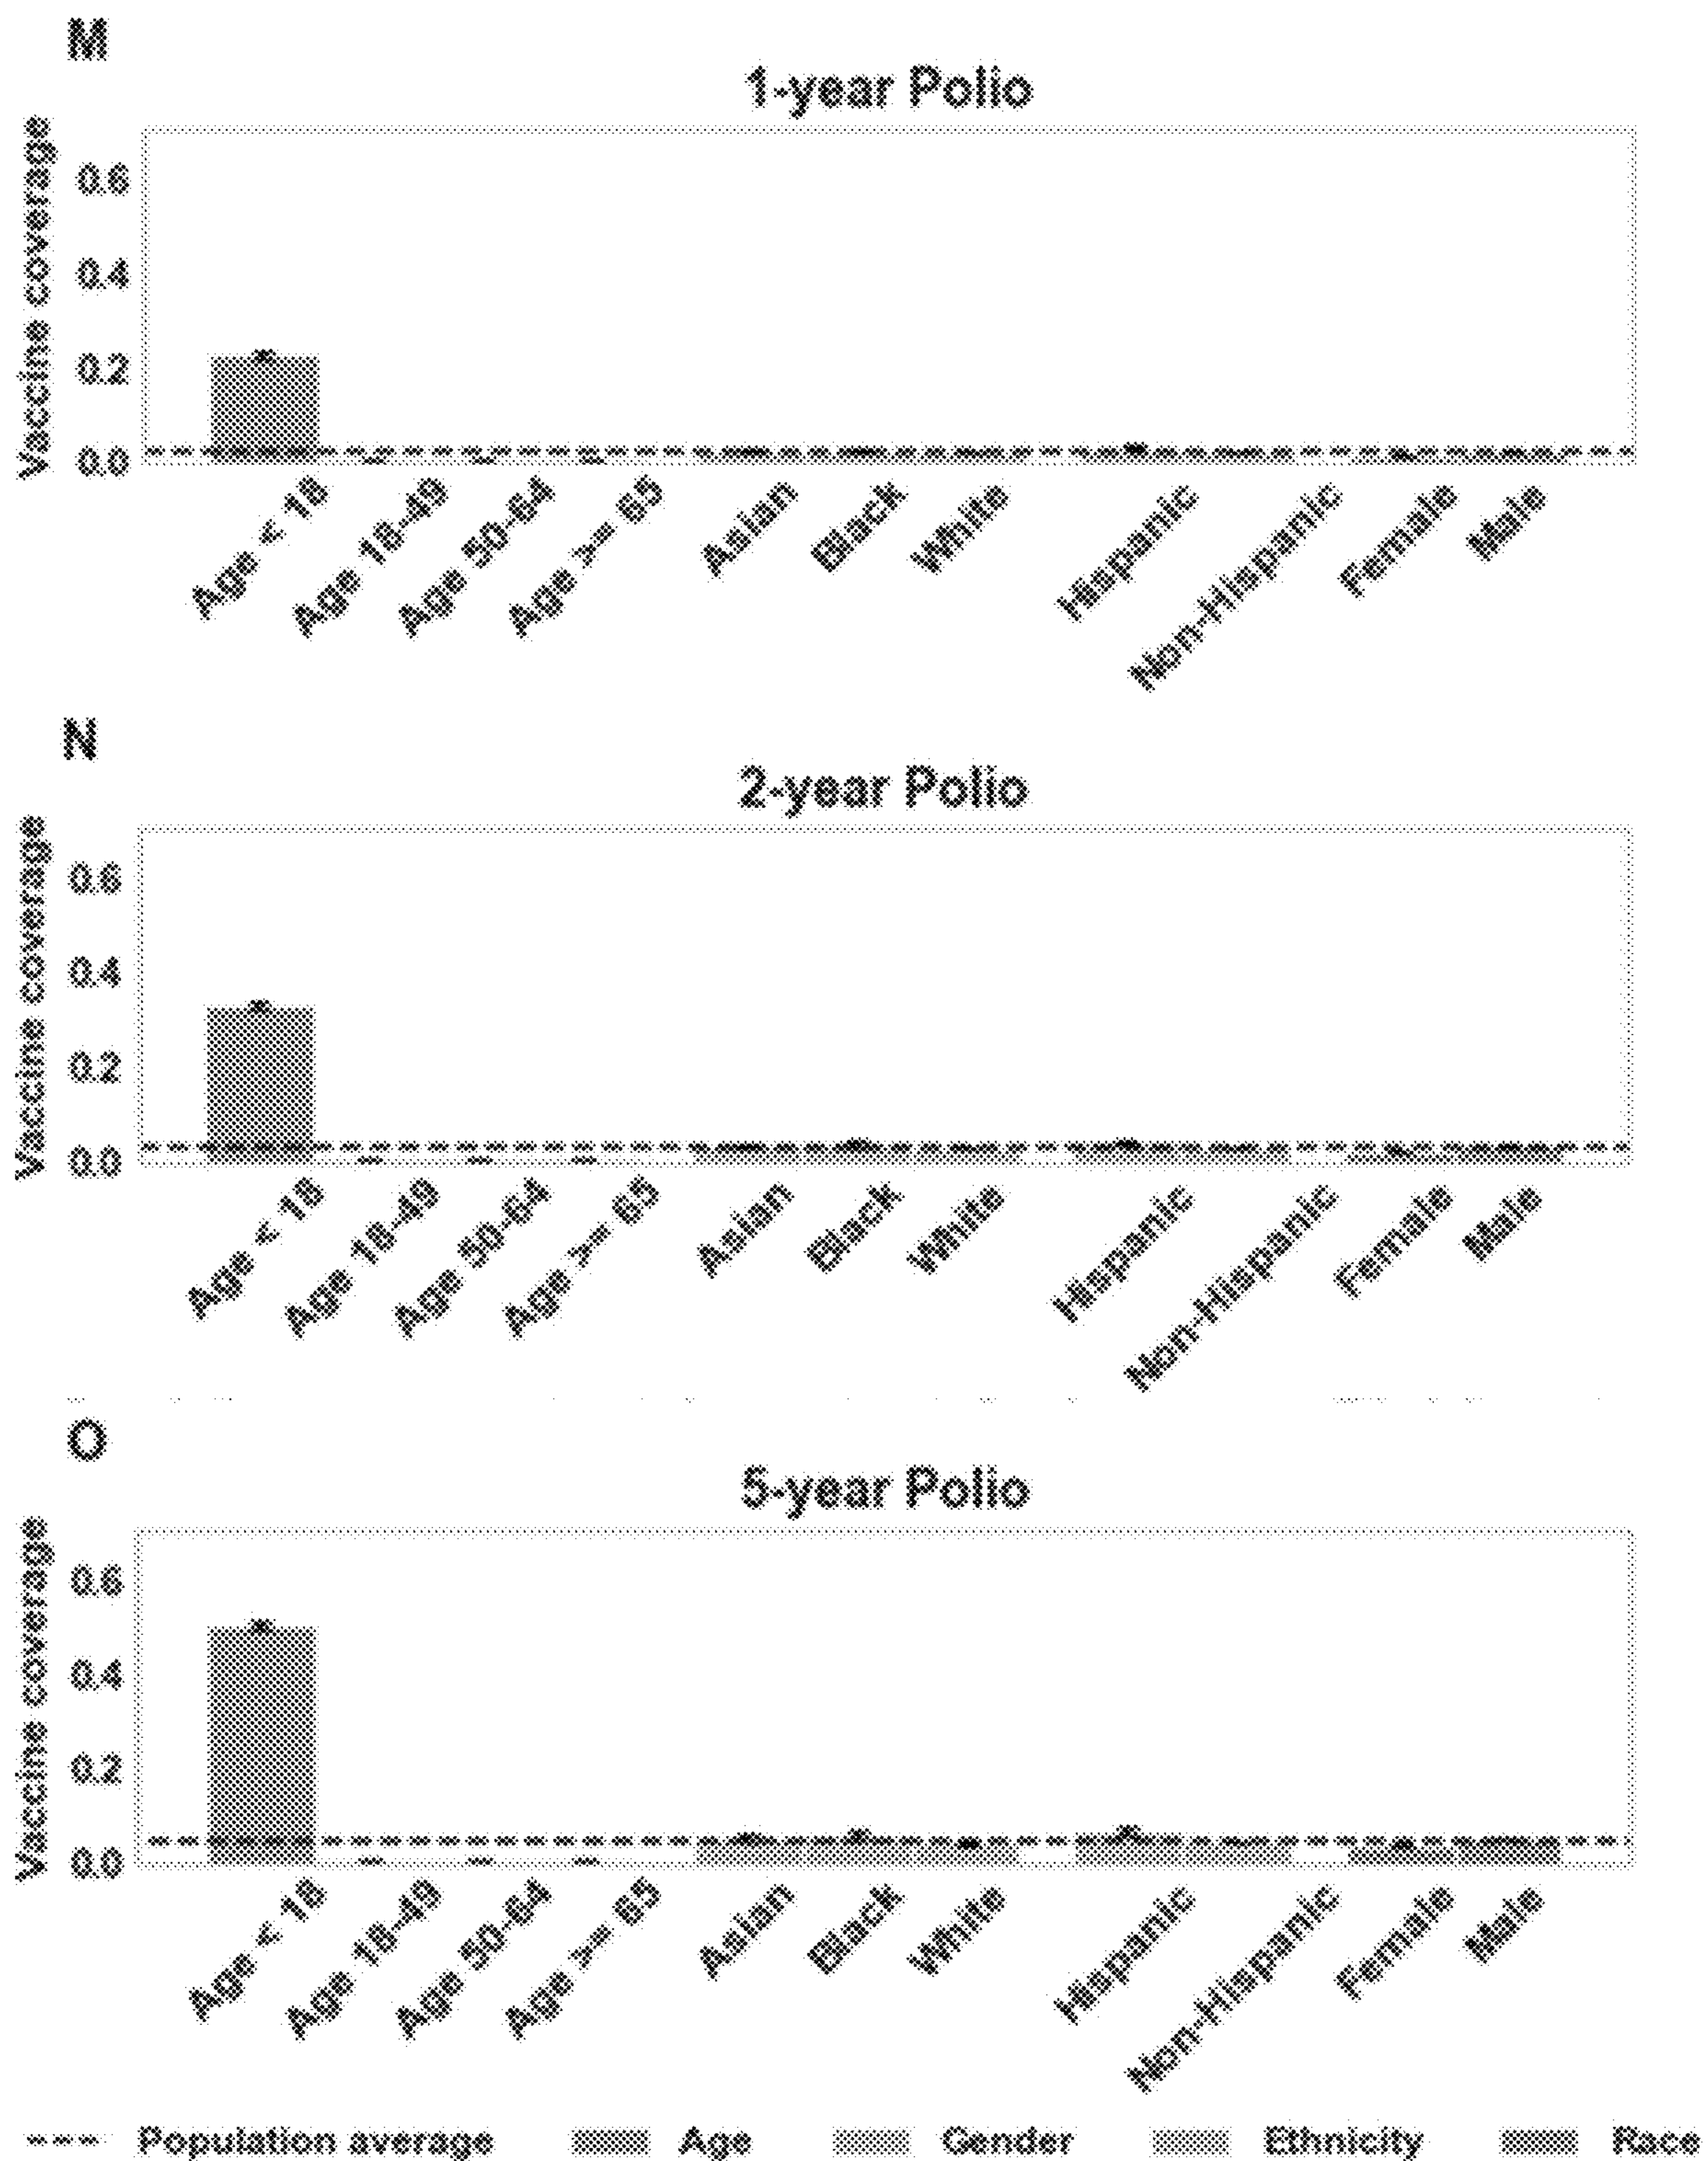 M
1-year Polio
Vaccine coverage
0.6
0.4
0.2
0.0
Age < 18
Age 18-49
Age 50-64
Age >= 65
Asian
Black
White
Hispanic
Non-Hispanic
Female
Male
N
2-year Polio
Vaccine coverage
0.6
0.4
0.2
0.0
Age < 18
Age 18-49
Age 50-64
Age >= 65
Asian
Black
White
Hispanic
Non-Hispanic
Female
Male
O
5-year Polio
Vaccine coverage
0.6
0.4
0.2
0.0
Age < 18
Age 18-49
Age 50-64
Age >= 65
Asian
Black
White
Hispanic
Non-Hispanic
Female
Male
Population average Age Gender Ethnicity Race